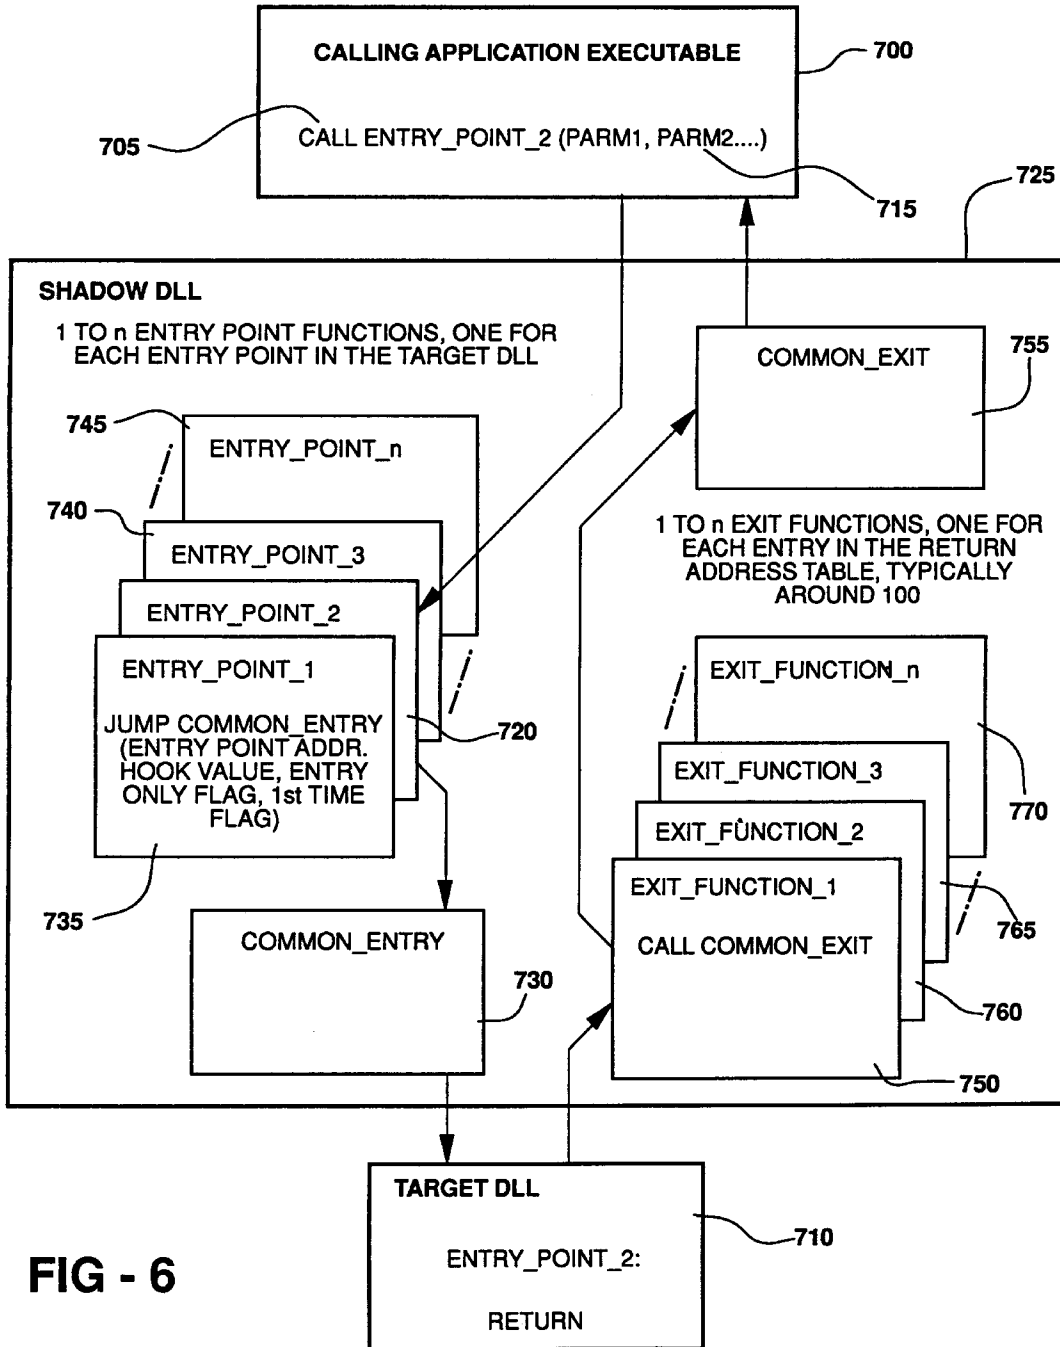 CALLING APPLICATION EXECUTABLE
700
705
CALL ENTRY_POINT_2 (PARM1, PARM2....)
715
725
SHADOW DLL
1 TO n ENTRY POINT FUNCTIONS, ONE FOR
EACH ENTRY POINT IN THE TARGET DLL
745
ENTRY_POINT_n
740
ENTRY_POINT_3
ENTRY_POINT_2
ENTRY_POINT_1
JUMP COMMON_ENTRY
(ENTRY POINT ADDR.
HOOK VALUE, ENTRY
ONLY FLAG, 1st TIME
FLAG)
720
735
COMMON_ENTRY
730
COMMON_EXIT
755
1 TO n EXIT FUNCTIONS, ONE FOR
EACH ENTRY IN THE RETURN
ADDRESS TABLE, TYPICALLY
AROUND 100
EXIT_FUNCTION_n
770
EXIT_FUNCTION_3
EXIT_FUNCTION_2
765
EXIT_FUNCTION_1
CALL COMMON_EXIT
760
750
TARGET DLL
710
ENTRY_POINT_2:
RETURN
FIG - 6